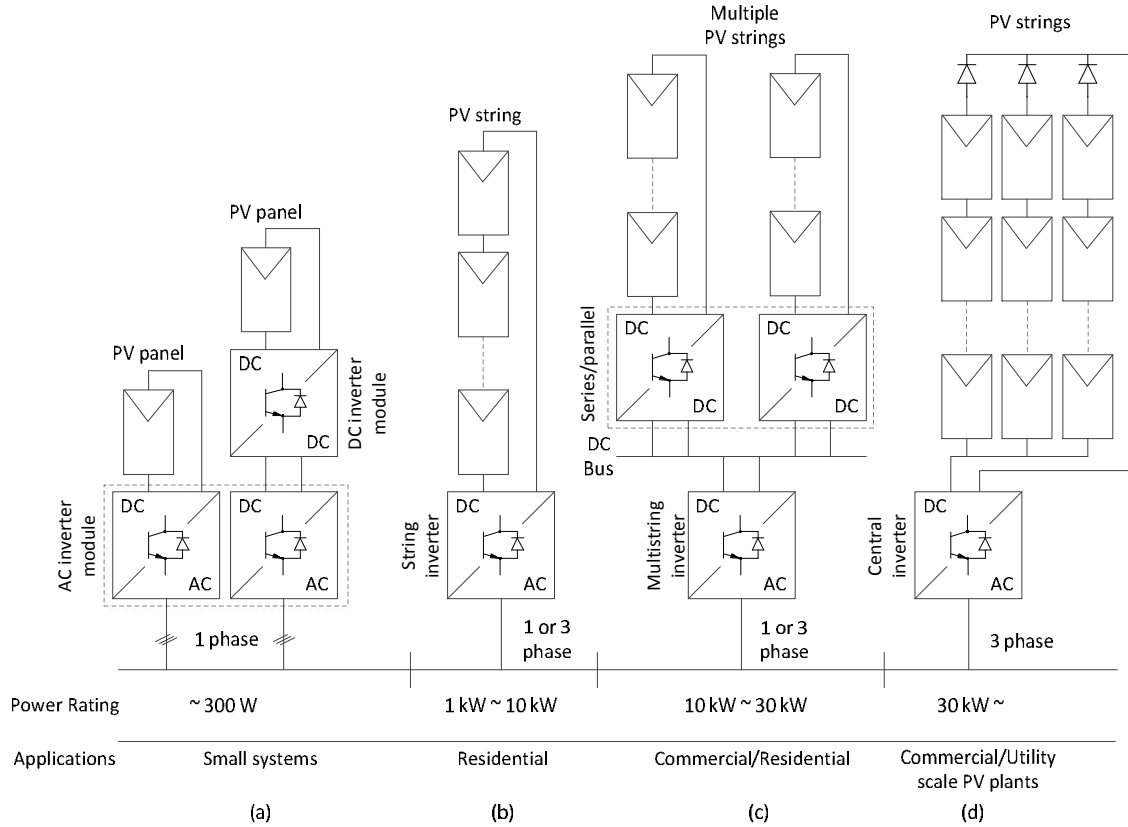 Multiple
PV strings
PV strings
PV string
PV panel
PV panel
DC
DC
DC inverter
module
DC
AC
DC
AC
AC inverter
module
1 phase
DC
AC
String
inverter
1 or 3
phase
Series/parallel
DC
DC
DC
DC
DC
Bus
DC
AC
Multistring
inverter
1 or 3
phase
DC
AC
Central
inverter
3 phase
Power Rating
~ 300 W
1 kW ~ 10 kW
10 kW ~ 30 kW
30 kW ~
Applications
Small systems
Residential
Commercial/Residential
Commercial/Utility
scale PV plants
(a)
(b)
(c)
(d)